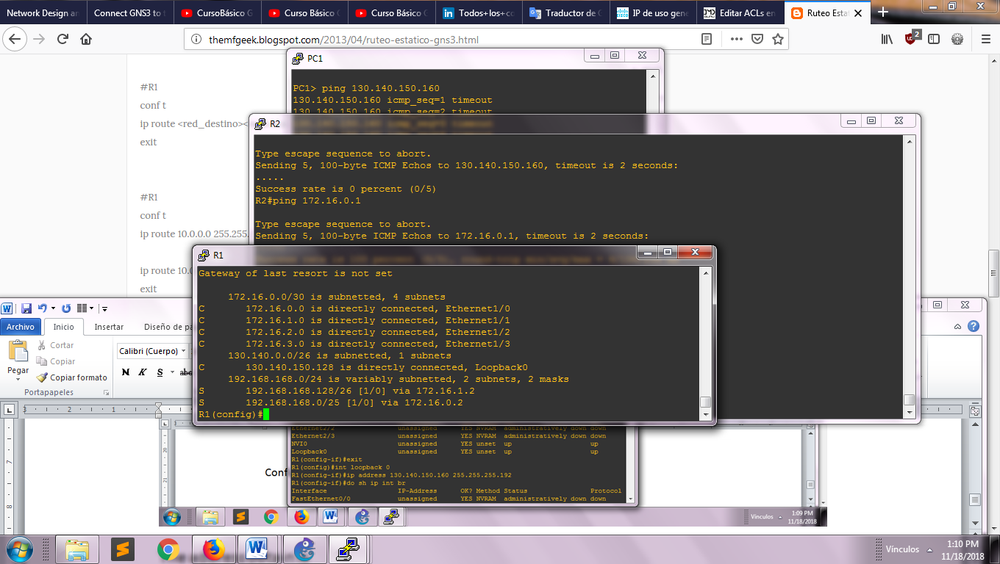 Network Design an
Connect GNS3 to t
CursoBásico G
Curso Básico C
Curso Básico C
Todos+los+co
Traductor de G
IP de uso gene
Editar ACLs en
Ruteo Estat
themfgeek.blogspot.com/2013/04/ruteo-estatico-gns3.html
2
#R1
conf t
ip route <red_destino><
exit
#R1
conf t
ip route 10.0.0.0 255.255.
ip route 10.0.
exit
PC1
PC1> ping 130.140.150.160
130.140.150.160 icmp_seq=1 timeout
130.140.150.160 icmp_seq=2 timeout
R2
Type escape sequence to abort.
Sending 5, 100-byte ICMP Echos to 130.140.150.160, timeout is 2 seconds:
.....
Success rate is 0 percent (0/5)
R2#ping 172.16.0.1
Type escape sequence to abort.
Sending 5, 100-byte ICMP Echos to 172.16.0.1, timeout is 2 seconds:
R1
Gateway of last resort is not set
172.16.0.0/30 is subnetted, 4 subnets
C 172.16.0.0 is directly connected, Ethernet1/0
C 172.16.1.0 is directly connected, Ethernet1/1
C 172.16.2.0 is directly connected, Ethernet1/2
C 172.16.3.0 is directly connected, Ethernet1/3
130.140.0.0/26 is subnetted, 1 subnets
C 130.140.150.128 is directly connected, Loopback0
192.168.168.0/24 is variably subnetted, 2 subnets, 2 masks
S 192.168.168.128/26 [1/0] via 172.16.1.2
S 192.168.168.0/25 [1/0] via 172.16.0.2
R1(config)#
Archivo
Inicio
Insertar
Diseño de pá
Pegar
Cortar
Copiar
Copiar formato
Portapapeles
Calibri (Cuerpo)
N K S abe
Ethernet2/2 unassigned YES NVRAM administratively down down
Ethernet2/3 unassigned YES NVRAM administratively down down
NVI0 unassigned YES unset up up
Loopback0 unassigned YES unset up up
R1(config-if)#exit
R1(config)#int loopback 0
R1(config-if)#ip address 130.140.150.160 255.255.255.192
R1(config-if)#do sh ip int br
Interface IP-Address OK? Method Status Protocol
FastEthernet0/0 unassigned YES NVRAM administratively down down
Conf
Vínculos
1:09 PM
11/18/2018
Vínculos
1:10 PM
11/18/2018